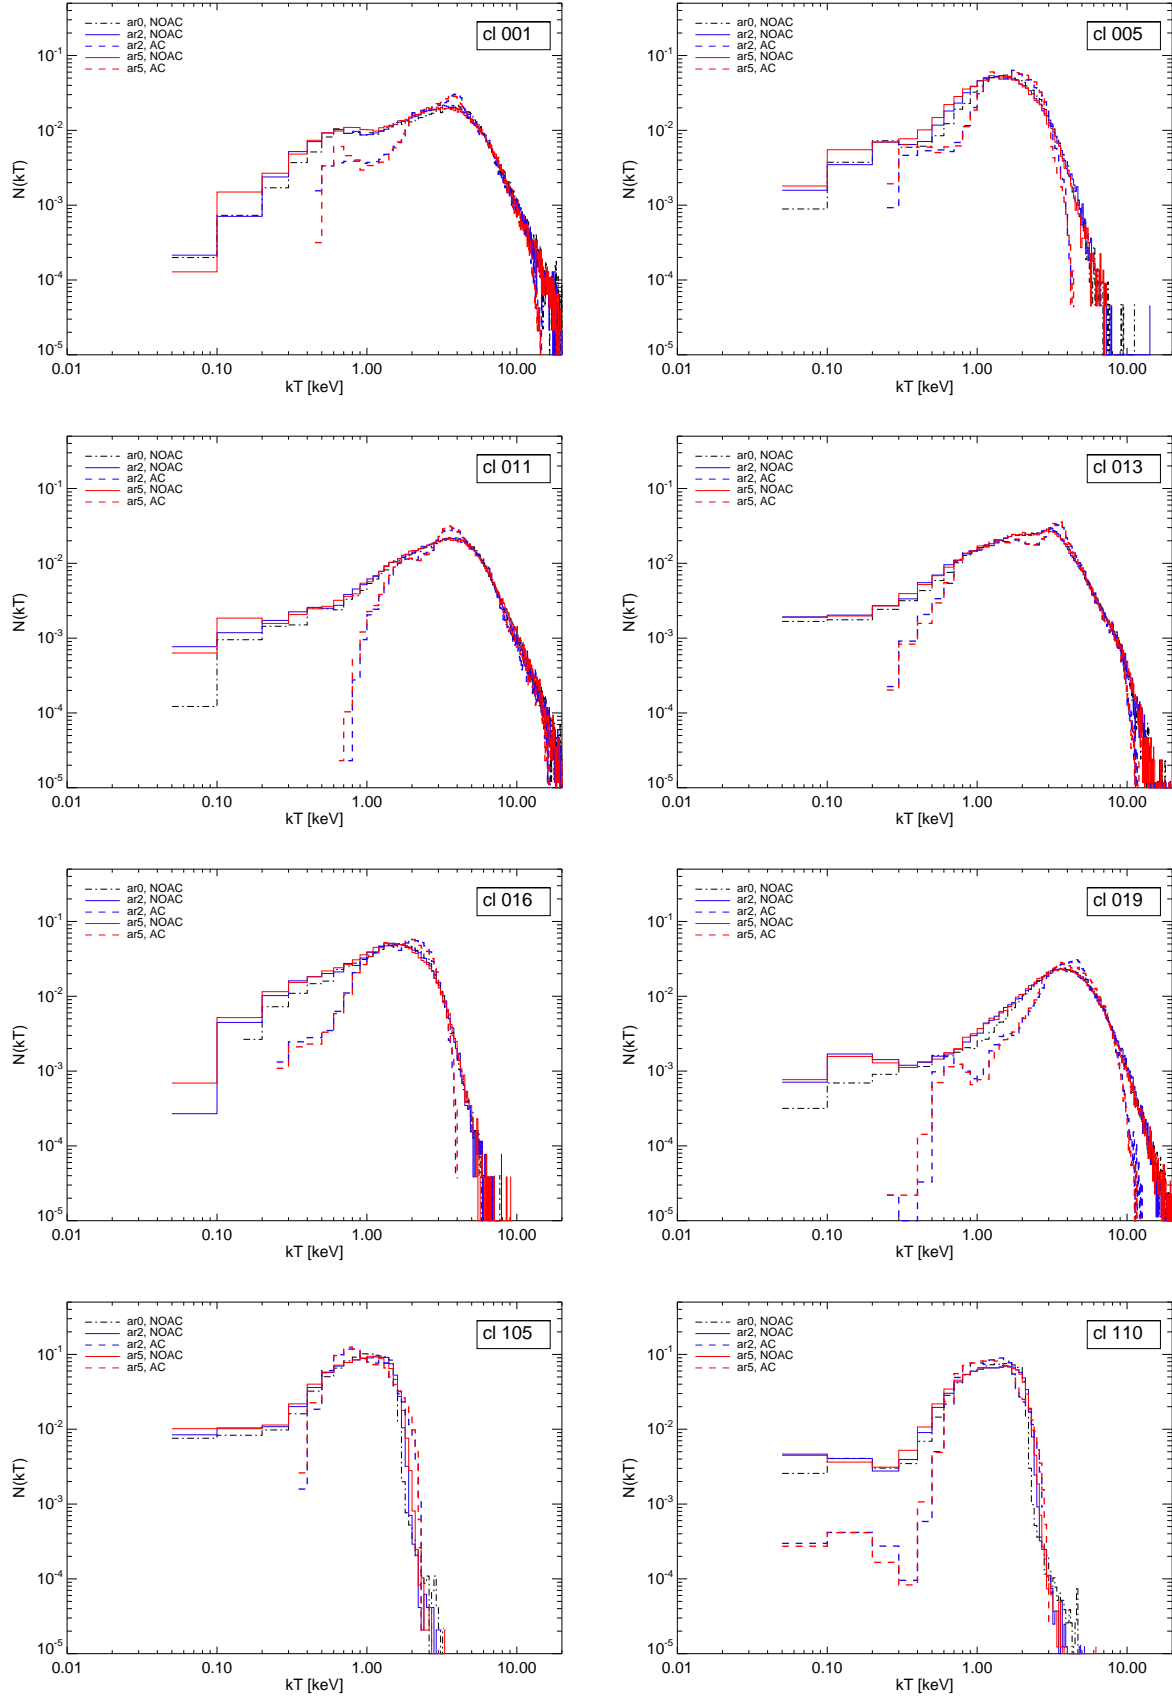 ar0, NOAC
ar2, NOAC
ar2, AC
ar5, NOAC
ar5, AC
cl 001
10^-1
10^-2
10^-3
10^-4
10^-5
N(kT)
0.01 0.10 1.00 10.00
kT [keV]
ar0, NOAC
ar2, NOAC
ar2, AC
ar5, NOAC
ar5, AC
cl 005
10^-1
10^-2
10^-3
10^-4
10^-5
N(kT)
0.01 0.10 1.00 10.00
kT [keV]
ar0, NOAC
ar2, NOAC
ar2, AC
ar5, NOAC
ar5, AC
cl 011
10^-1
10^-2
10^-3
10^-4
10^-5
N(kT)
0.01 0.10 1.00 10.00
kT [keV]
ar0, NOAC
ar2, NOAC
ar2, AC
ar5, NOAC
ar5, AC
cl 013
10^-1
10^-2
10^-3
10^-4
10^-5
N(kT)
0.01 0.10 1.00 10.00
kT [keV]
ar0, NOAC
ar2, NOAC
ar2, AC
ar5, NOAC
ar5, AC
cl 016
10^-1
10^-2
10^-3
10^-4
10^-5
N(kT)
0.01 0.10 1.00 10.00
kT [keV]
ar0, NOAC
ar2, NOAC
ar2, AC
ar5, NOAC
ar5, AC
cl 019
10^-1
10^-2
10^-3
10^-4
10^-5
N(kT)
0.01 0.10 1.00 10.00
kT [keV]
ar0, NOAC
ar2, NOAC
ar2, AC
ar5, NOAC
ar5, AC
cl 105
10^-1
10^-2
10^-3
10^-4
10^-5
N(kT)
0.01 0.10 1.00 10.00
kT [keV]
ar0, NOAC
ar2, NOAC
ar2, AC
ar5, NOAC
ar5, AC
cl 110
10^-1
10^-2
10^-3
10^-4
10^-5
N(kT)
0.01 0.10 1.00 10.00
kT [keV]